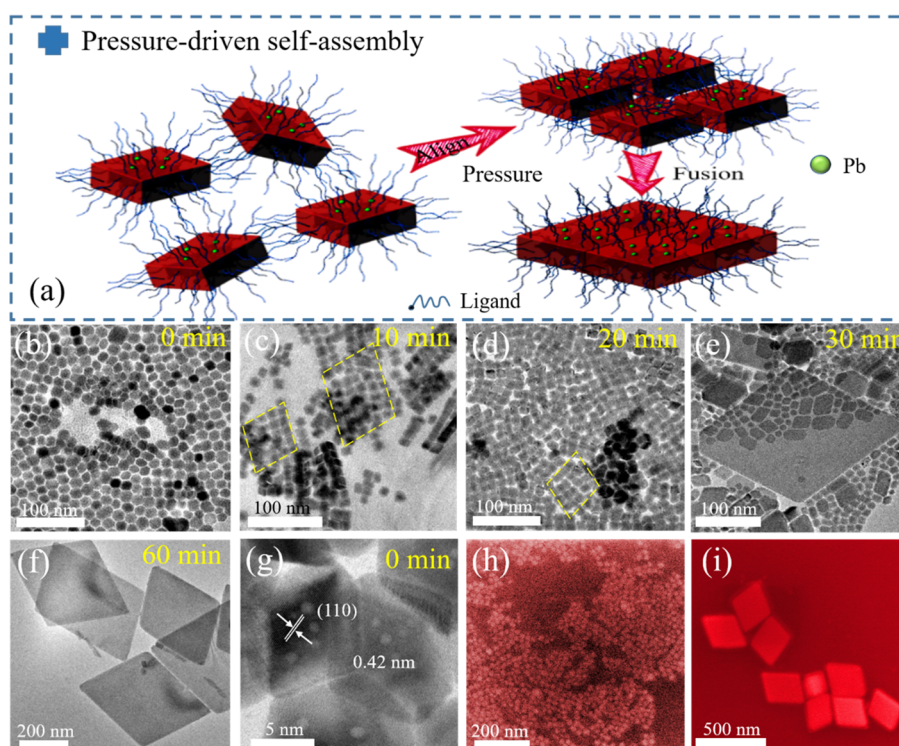 Pressure-driven self-assembly
Align
Pressure
Fusion
Pb
Ligand
(a)
(b)
0 min
100 nm
(c)
10 min
100 nm
(d)
20 min
100 nm
(e)
30 min
100 nm
(f)
60 min
200 nm
(g)
0 min
(110)
0.42 nm
5 nm
(h)
200 nm
(i)
500 nm